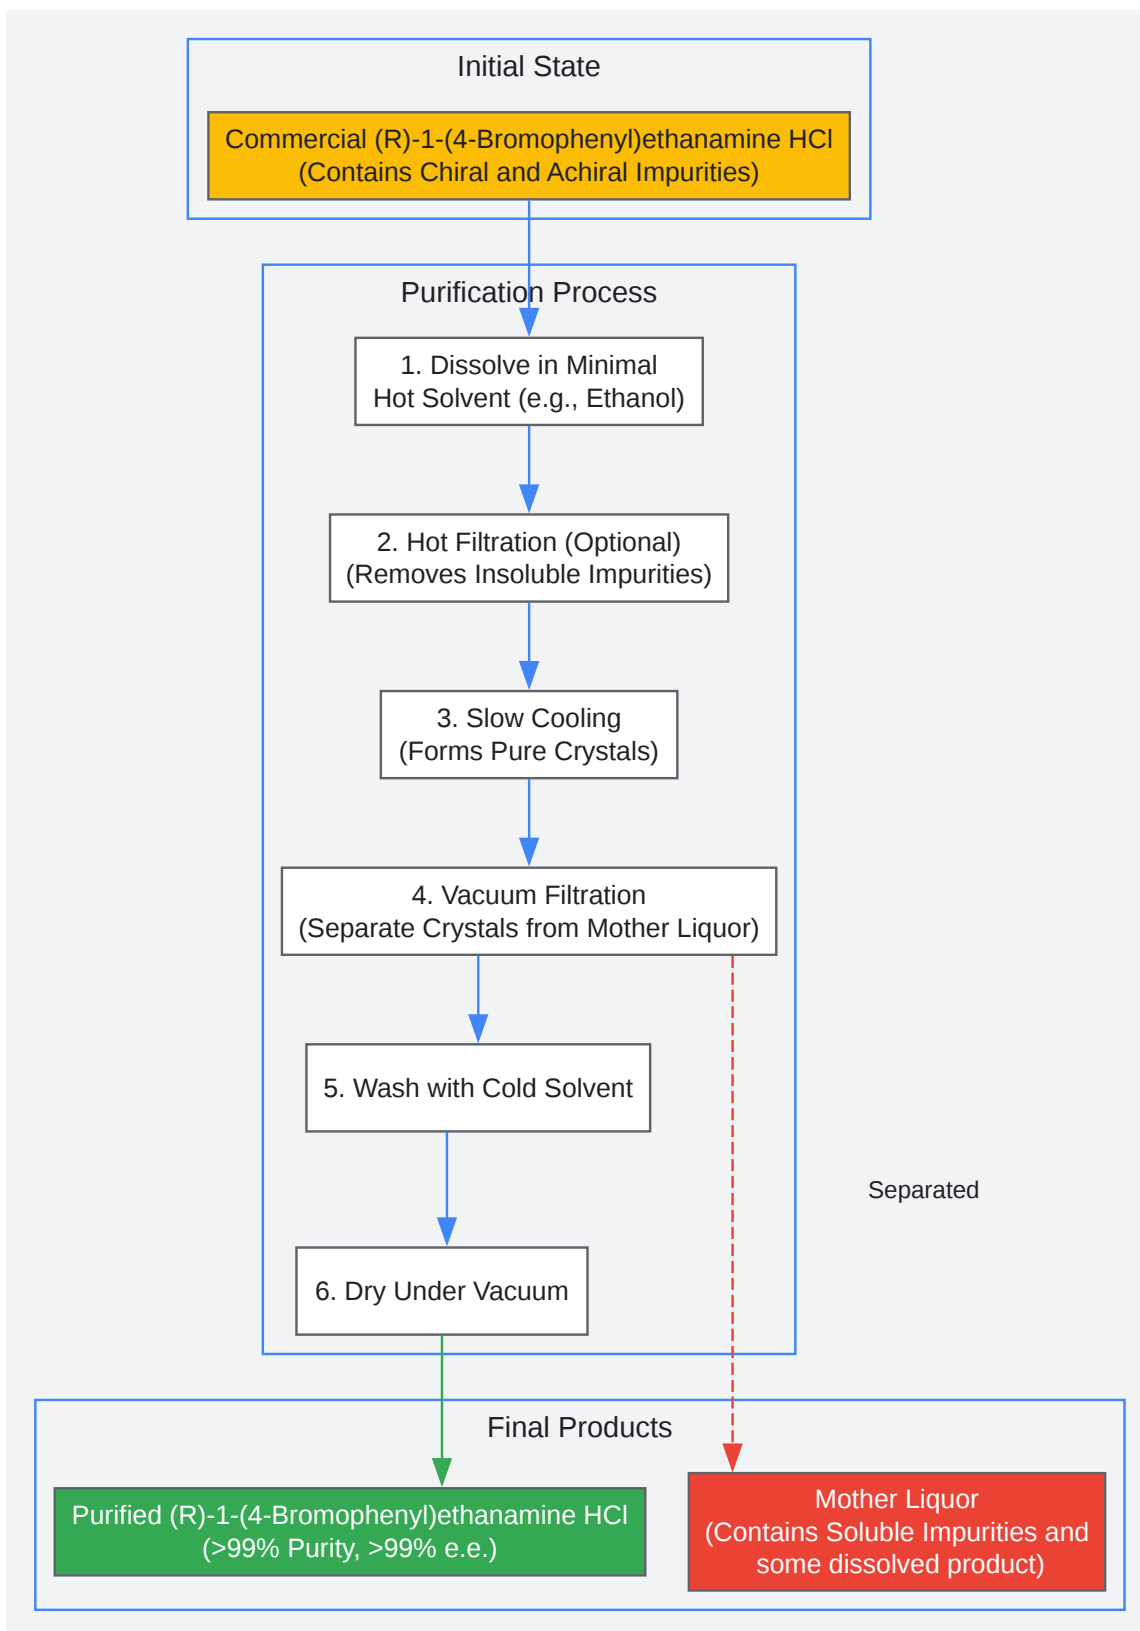 Initial State
Commercial (R)-1-(4-Bromophenyl)ethanamine HCl
(Contains Chiral and Achiral Impurities)
Purification Process
1. Dissolve in Minimal
Hot Solvent (e.g., Ethanol)
2. Hot Filtration (Optional)
(Removes Insoluble Impurities)
3. Slow Cooling
(Forms Pure Crystals)
4. Vacuum Filtration
(Separate Crystals from Mother Liquor)
5. Wash with Cold Solvent
Separated
6. Dry Under Vacuum
Final Products
Purified (R)-1-(4-Bromophenyl)ethanamine HCl
(>99% Purity, >99% e.e.)
Mother Liquor
(Contains Soluble Impurities and
some dissolved product)